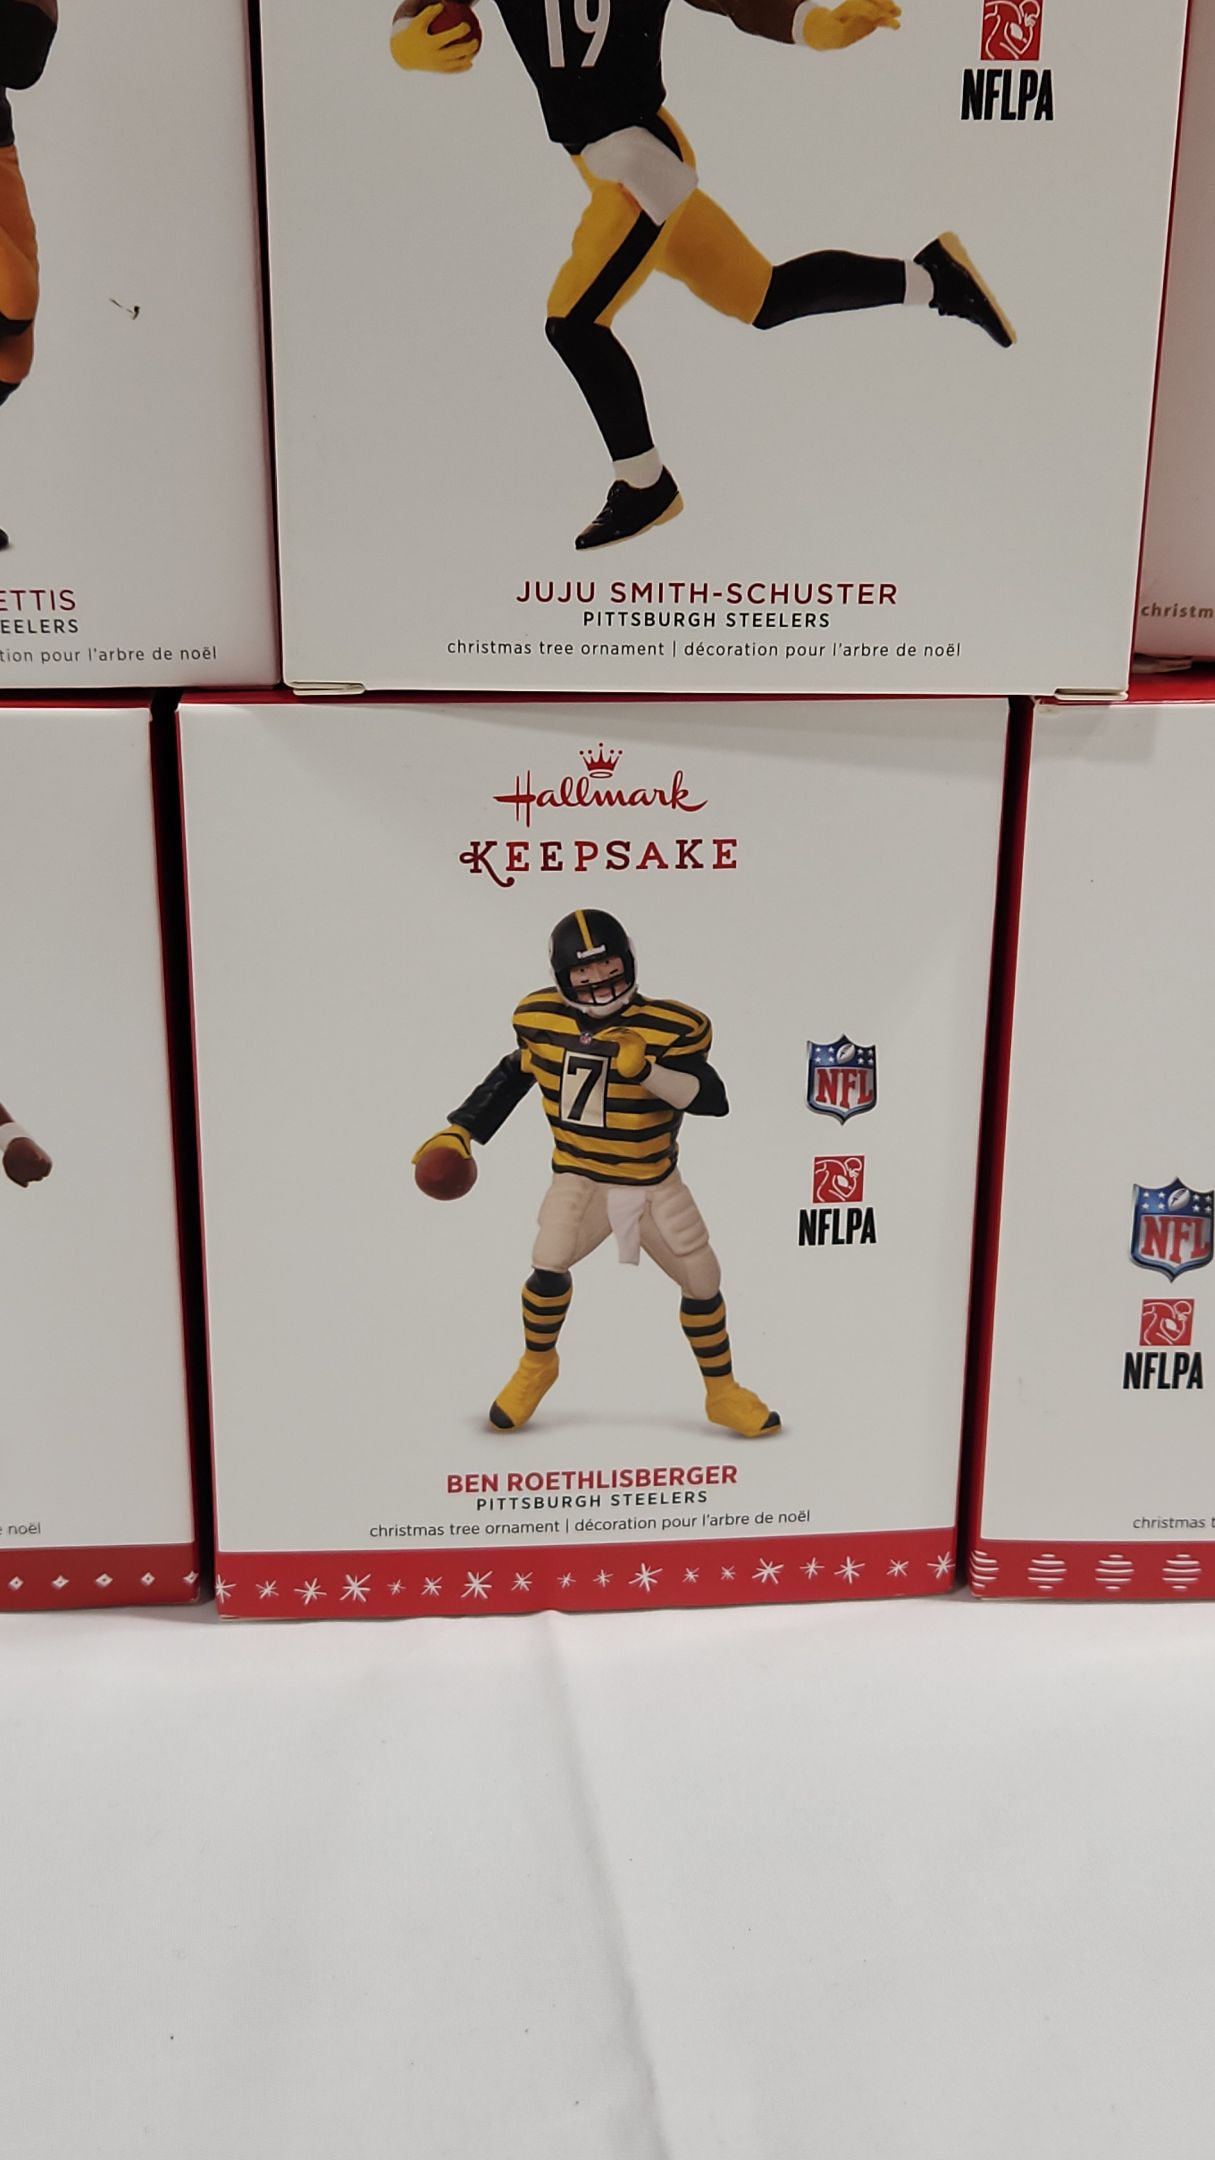 19
NFLPA
ETTIS
EELERS
tion pour l'arbre de noël
JUJU SMITH-SCHUSTER
PITTSBURGH STEELERS
christmas tree ornament | décoration pour l'arbre de noël
christm
Hallmark
KEEPSAKE
7
NFL
NFLPA
BEN ROETHLISBERGER
PITTSBURGH STEELERS
christmas tree ornament | décoration pour l'arbre de noël
e noël
NFL
NFLPA
christmas t